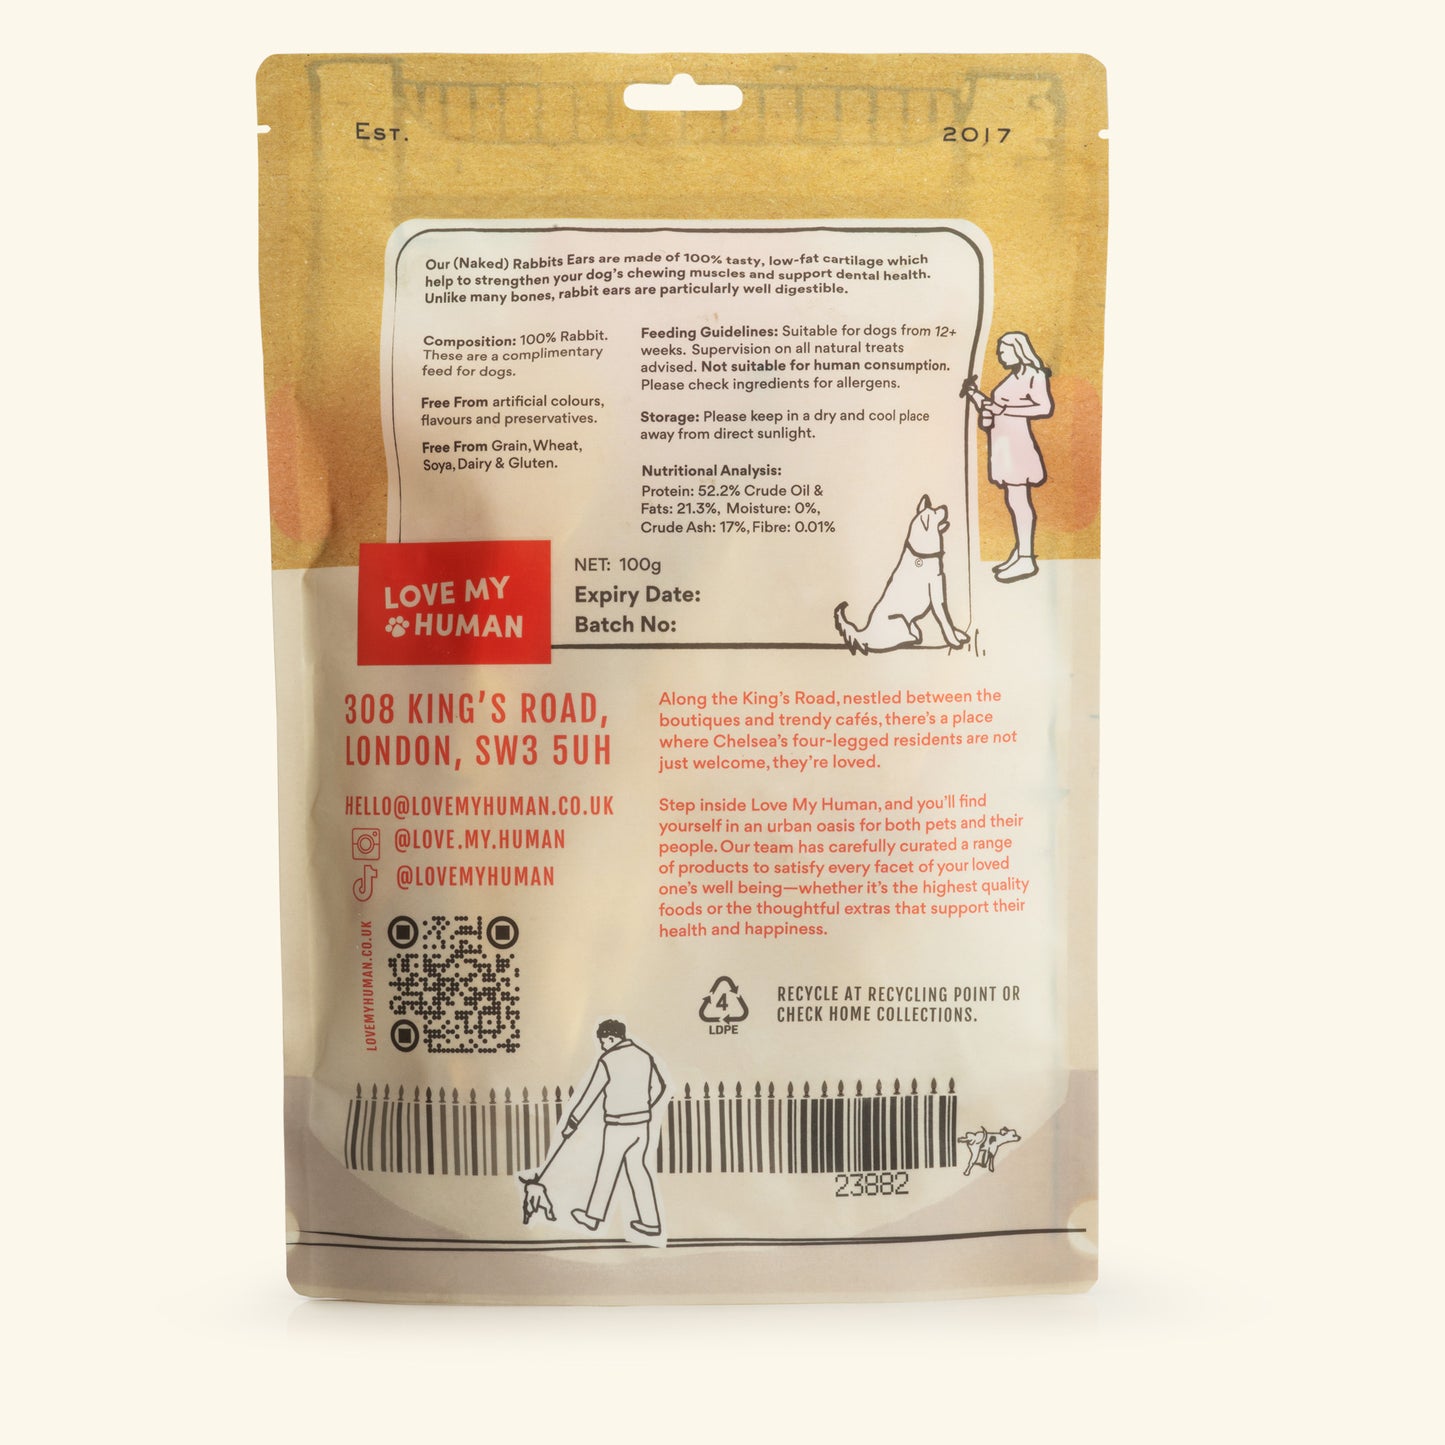 EST.
2017
Our (Naked) Rabbits Ears are made of 100% tasty, low-fat cartilage which
help to strengthen your dog's chewing muscles and support dental health.
Unlike many bones, rabbit ears are particularly well digestible.
Composition: 100% Rabbit.
These are a complimentary
feed for dogs.
Free From artificial colours,
flavours and preservatives.
Free From Grain, Wheat,
Soya, Dairy & Gluten.
Feeding Guidelines: Suitable for dogs from 12+
weeks. Supervision on all natural treats
advised. Not suitable for human consumption.
Please check ingredients for allergens.
Storage: Please keep in a dry and cool place
away from direct sunlight.
Nutritional Analysis:
Protein: 52.2% Crude Oil &
Fats: 21.3%, Moisture: 0%,
Crude Ash: 17%, Fibre: 0.01%
LOVE MY
HUMAN
NET: 100g
Expiry Date:
Batch No:
©
308 KING'S ROAD,
LONDON, SW3 5UH
HELLO@LOVEMYHUMAN.CO.UK
@LOVE.MY.HUMAN
@LOVEMYHUMAN
LOVEMYHUMAN.CO.UK
Along the King's Road, nestled between the
boutiques and trendy cafés, there's a place
where Chelsea's four-legged residents are not
just welcome, they're loved.
Step inside Love My Human, and you'll find
yourself in an urban oasis for both pets and their
people. Our team has carefully curated a range
of products to satisfy every facet of your loved
one's well being—whether it's the highest quality
foods or the thoughtful extras that support their
health and happiness.
4
LDPE
RECYCLE AT RECYCLING POINT OR
CHECK HOME COLLECTIONS.
23882